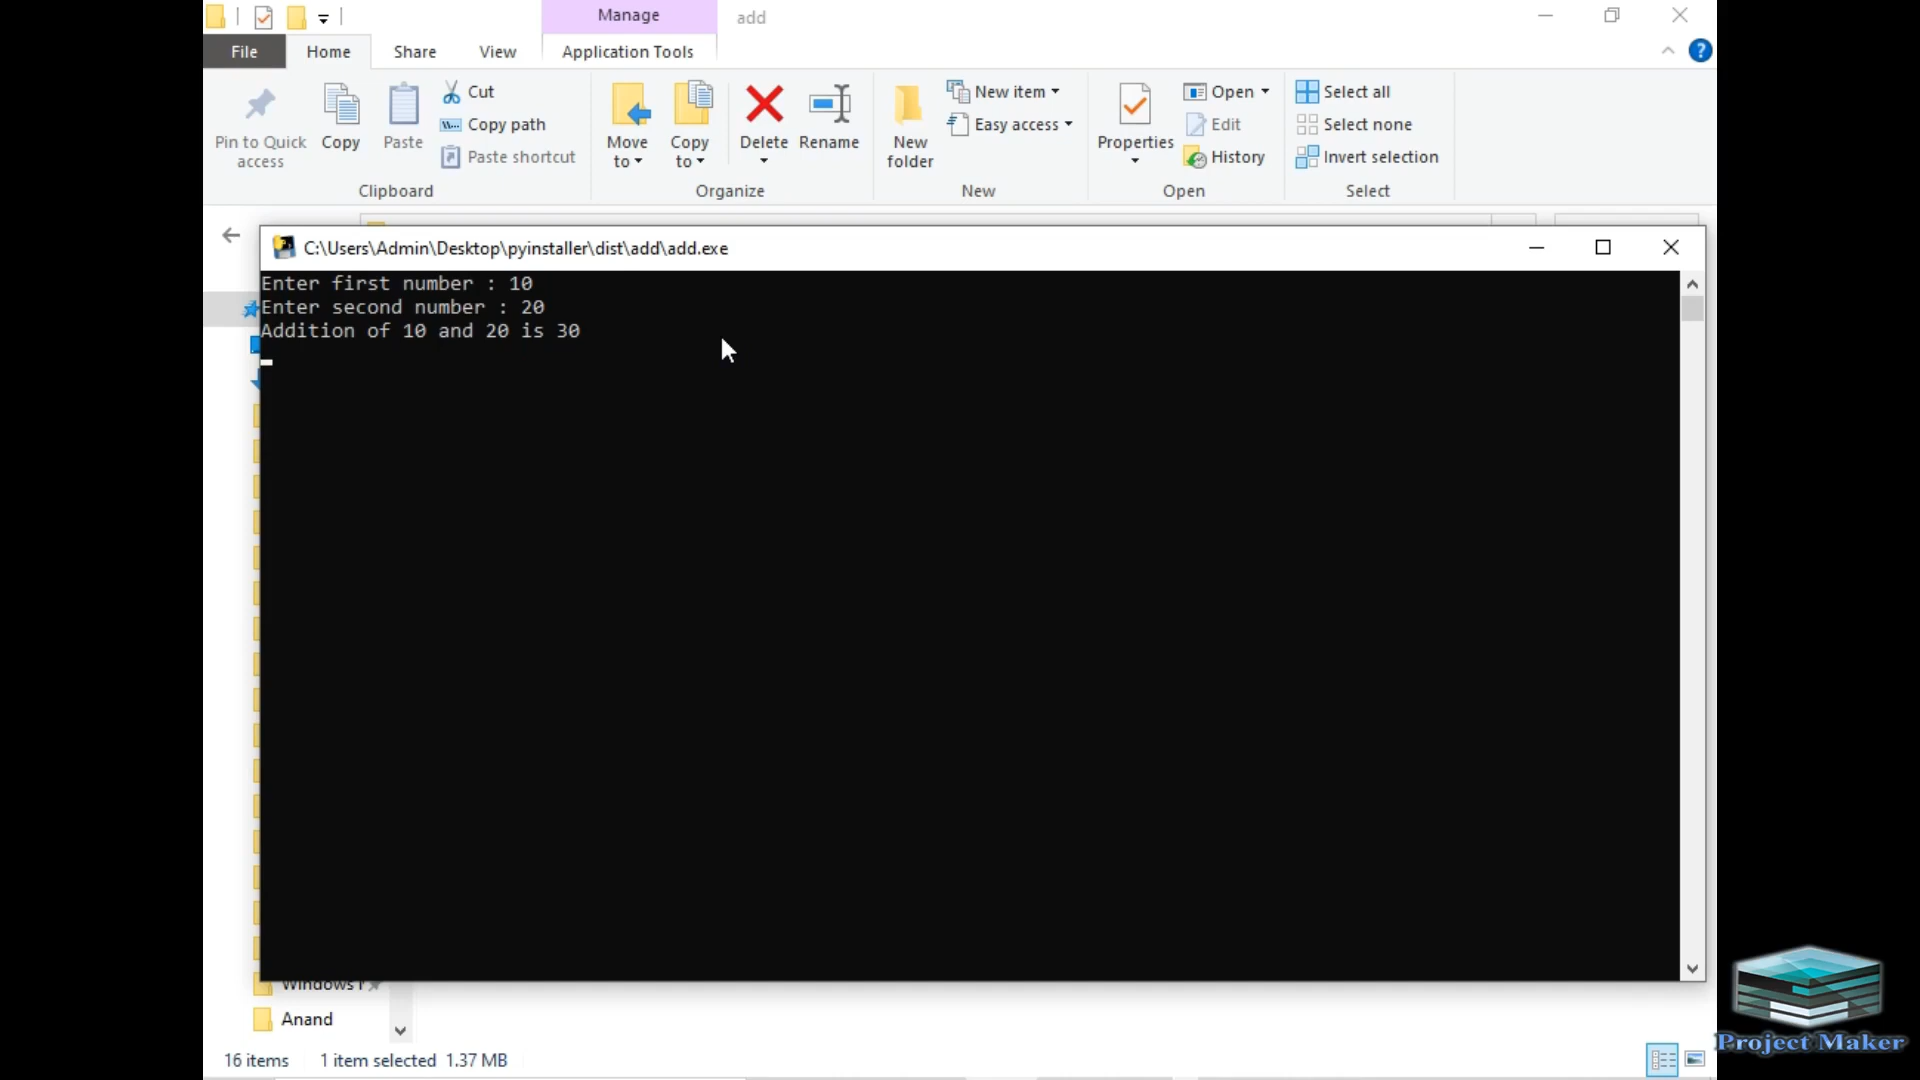 Manage
add
File
Home
Share
View
Application Tools
Pin to Quick access
Copy
Paste
Cut
Copy path
Paste shortcut
Clipboard
Move to
Copy to
Delete
Rename
Organize
New folder
New item
Easy access
New
Properties
Open
Edit
History
Open
Select all
Select none
Invert selection
Select
C:\Users\Admin\Desktop\pyinstaller\dist\add\add.exe
Enter first number : 10
Enter second number : 20
Addition of 10 and 20 is 30
Anand
16 items
1 item selected 1.37 MB
Project Maker